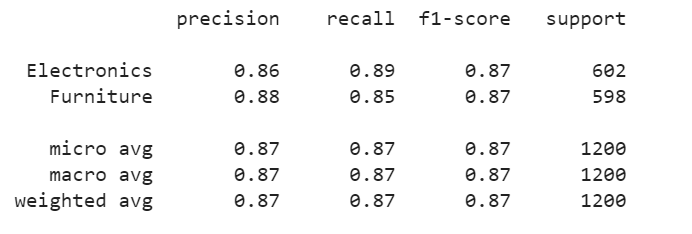 precision recall f1-score support
Electronics 0.86 0.89 0.87 602
Furniture 0.88 0.85 0.87 598
micro avg 0.87 0.87 0.87 1200
macro avg 0.87 0.87 0.87 1200
weighted avg 0.87 0.87 0.87 1200